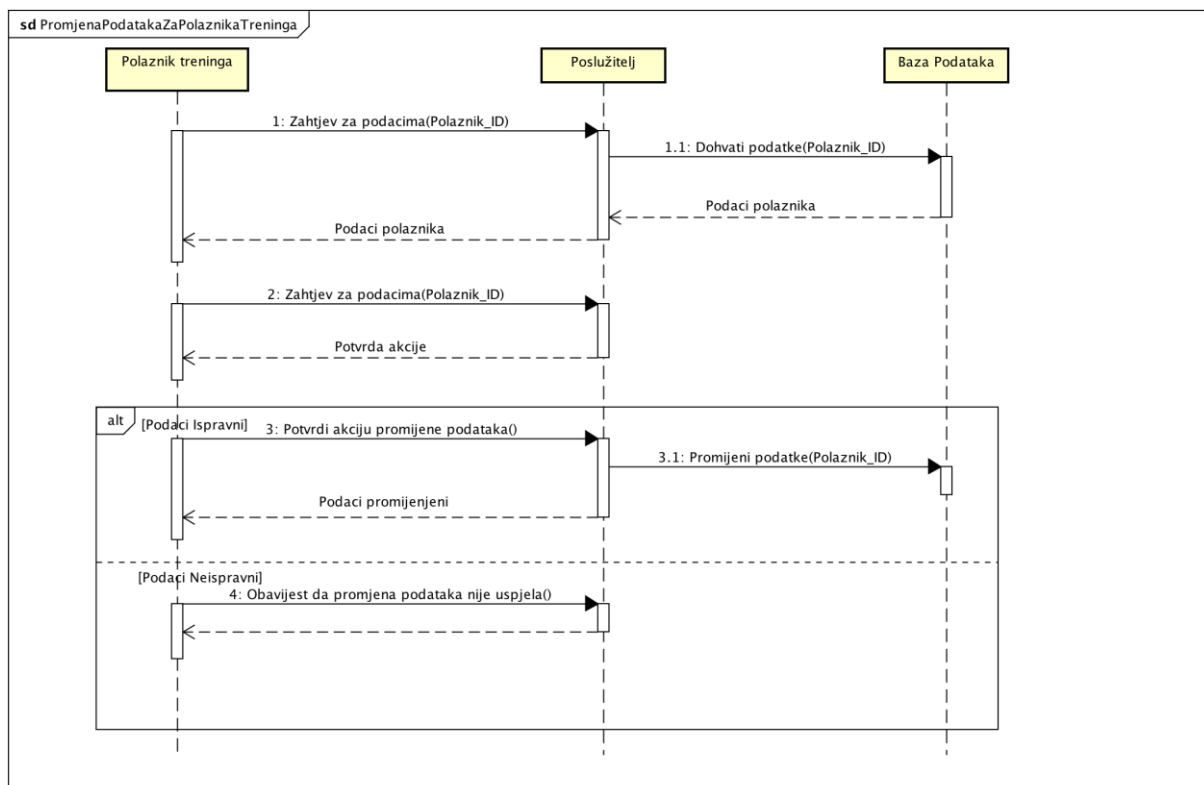 sd PromjenaPodatakaZaPolaznikaTreninga
Polaznik treninga
Poslužitelj
Baza Podataka
1: Zahtjev za podacima(Polaznik_ID)
1.1: Dohvati podatke(Polaznik_ID)
Podaci polaznika
Podaci polaznika
2: Zahtjev za podacima(Polaznik_ID)
Potvrda akcije
alt
[Podaci Ispravni]
3: Potvrdi akciju promijene podataka()
3.1: Promijeni podatke(Polaznik_ID)
Podaci promijenjeni
[Podaci Neispravni]
4: Obavijest da promjena podataka nije uspjela()